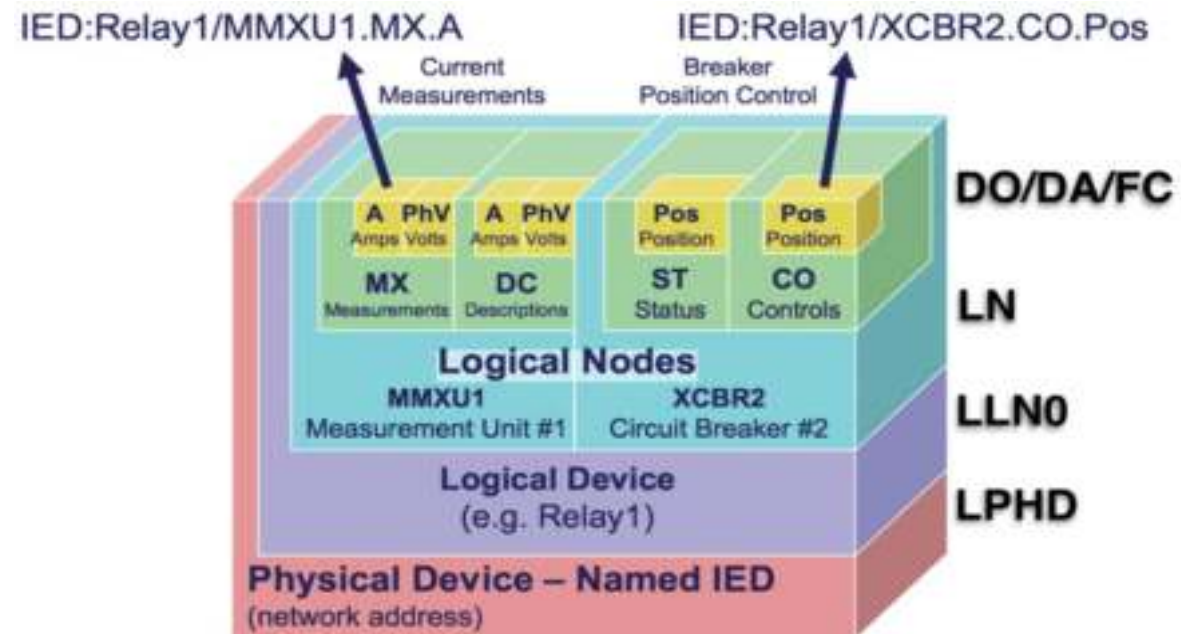 IED:Relay1/MMXU1.MX.A
IED:Relay1/XCBR2.CO.Pos
Current
Measurements
Breaker
Position Control
A PhV
Amps Volts
A PhV
Amps Volts
Pos
Position
Pos
Position
MX
Measurements
DC
Descriptions
ST
Status
CO
Controls
Logical Nodes
MMXU1
Measurement Unit #1
XCBR2
Circuit Breaker #2
Logical Device
(e.g. Relay1)
Physical Device – Named IED
(network address)
DO/DA/FC
LN
LLN0
LPHD